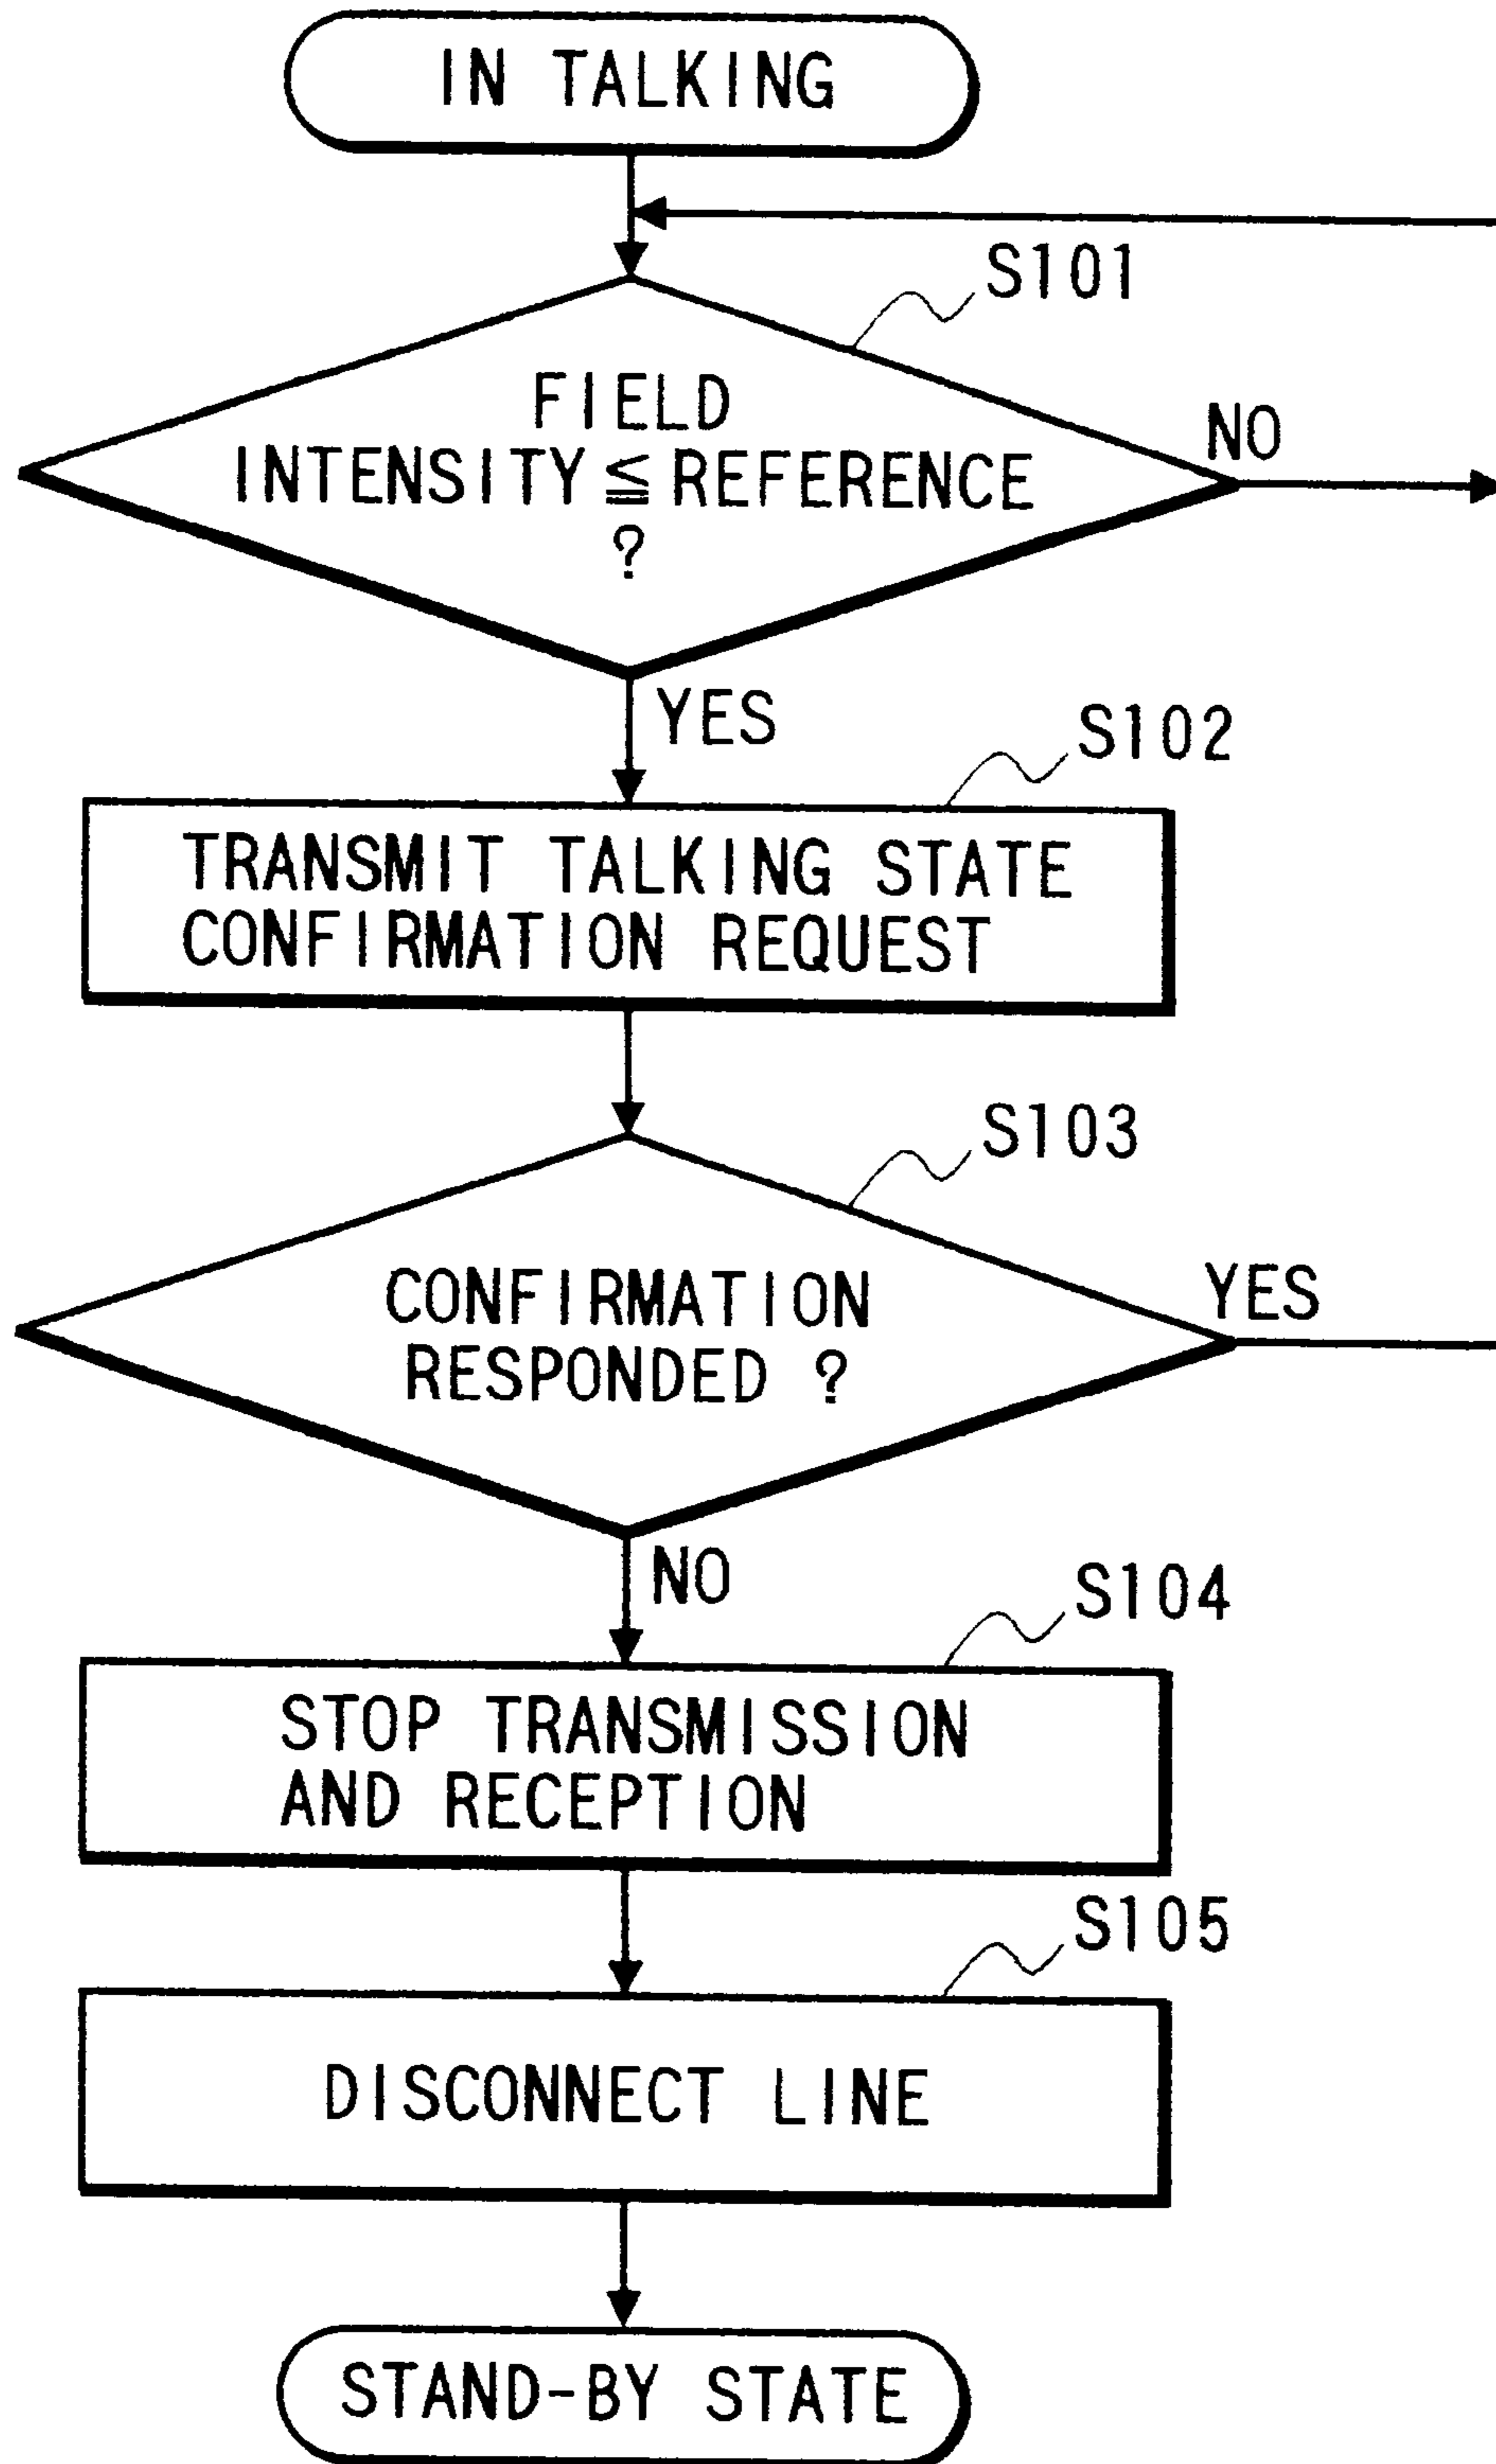 IN TALKING
S101
FIELD
INTENSITY ≦ REFERENCE
?
NO
YES
S102
TRANSMIT TALKING STATE
CONFIRMATION REQUEST
S103
CONFIRMATION
RESPONDED ?
YES
NO
S104
STOP TRANSMISSION
AND RECEPTION
S105
DISCONNECT LINE
STAND-BY STATE